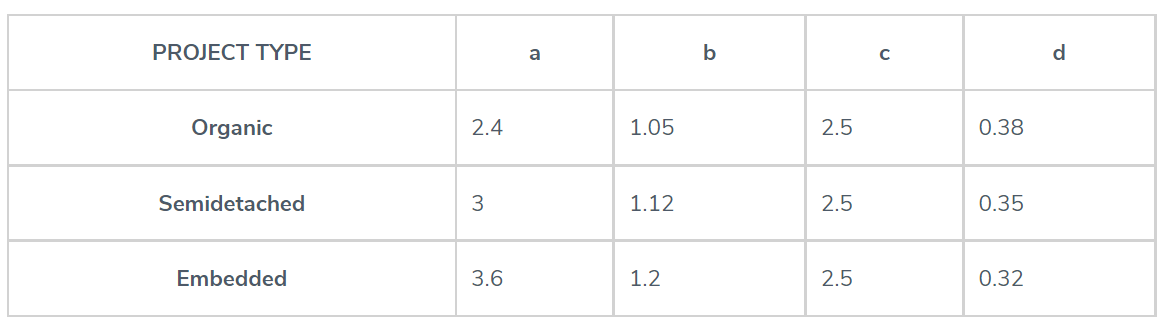 PROJECT TYPE a b c d
Organic 2.4 1.05 2.5 0.38
Semidetached 3 1.12 2.5 0.35
Embedded 3.6 1.2 2.5 0.32